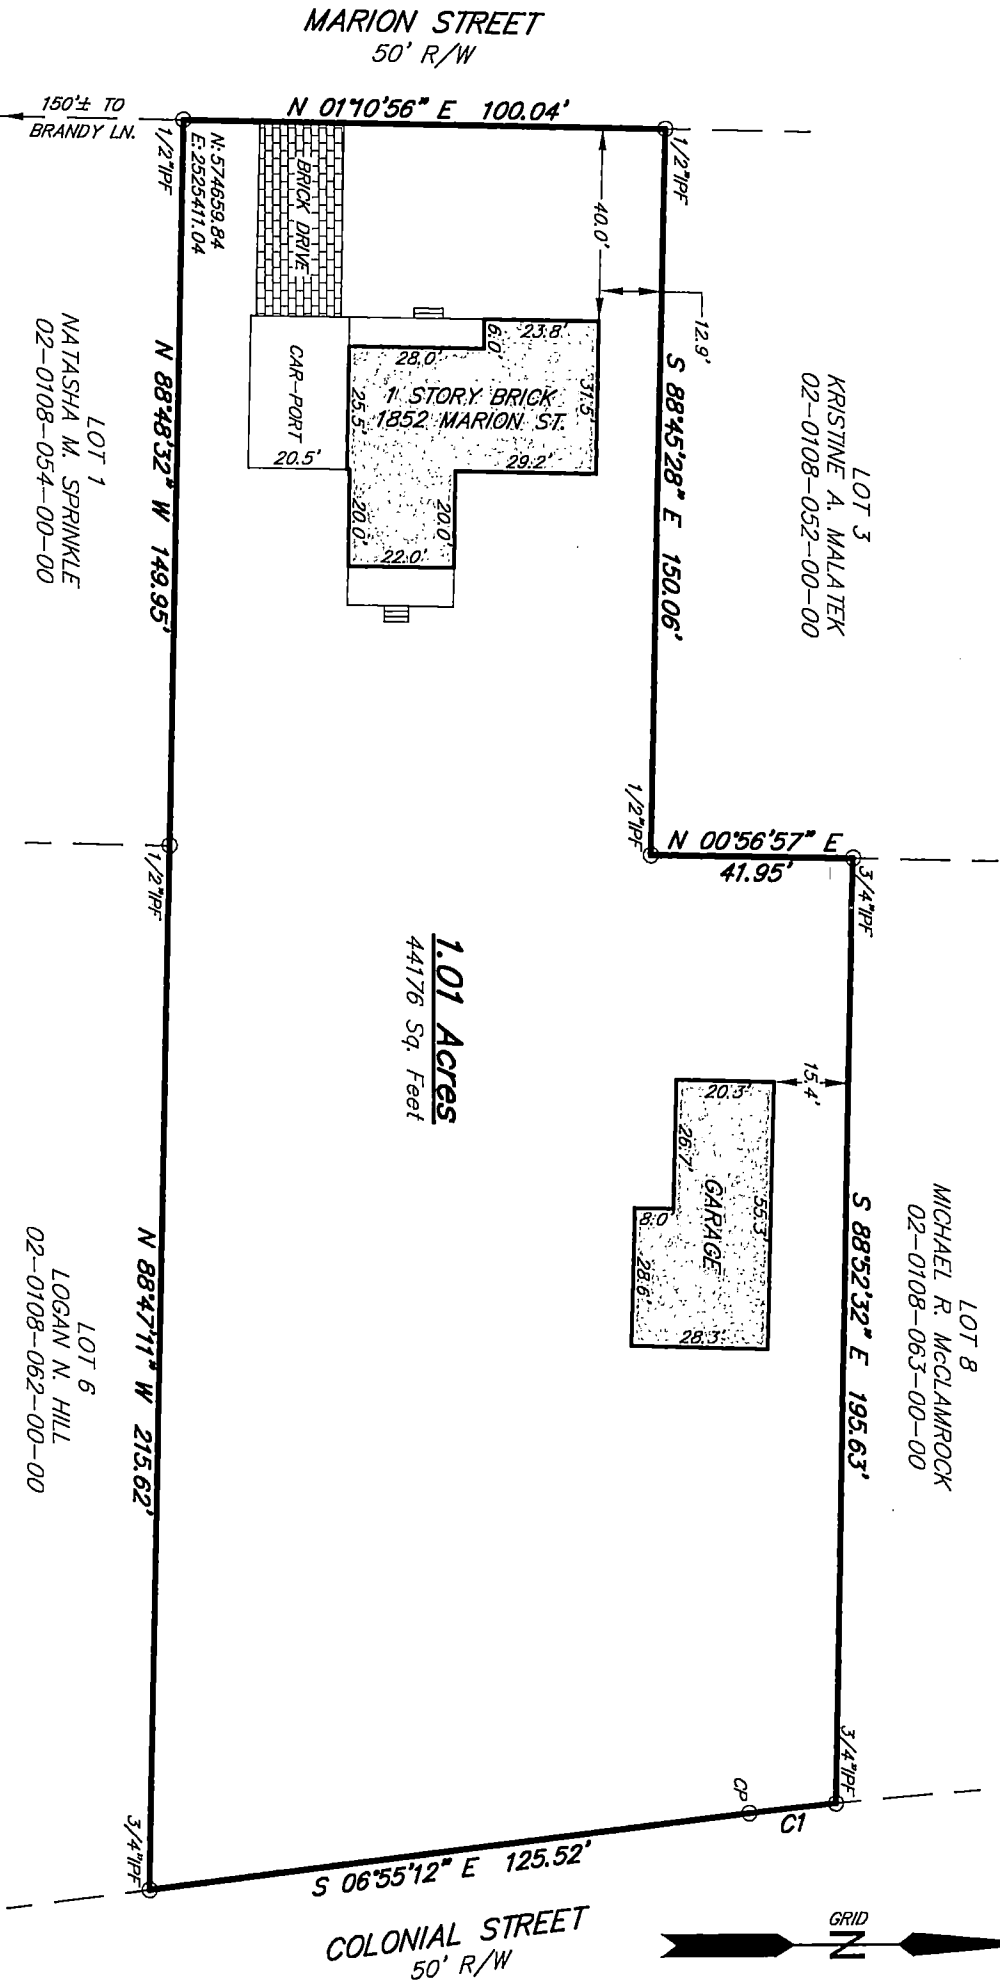 MARION STREET
50' R/W
150'± TO
BRANDY LN.
N 01°10'56" E 100.04'
1/2"IPF
1/2"IPF
N: 574659.84
E: 2525411.04
BRICK DRIVE
40.0'
12.9'
CAR-PORT
20.5'
23.8'
6.0'
28.0'
31.5'
1 STORY BRICK
1852 MARION ST.
25.5'
29.2'
20.0'
20.0'
22.0'
S 88°45'28" E 150.06'
LOT 3
KRISTINE A. MALATEK
02-0108-052-00-00
N 88°48'32" W 149.95'
LOT 1
NATASHA M. SPRINKLE
02-0108-054-00-00
1/2"IPF
N 00°56'57" E
41.95'
3/4"IPF
1/2"IPF
1.01 Acres
44176 Sq. Feet
15.4'
20.3'
26.7'
GARAGE
55.3'
8.0'
28.6'
28.3'
S 88°52'32" E 195.63'
LOT 8
MICHAEL R. McCLAMROCK
02-0108-063-00-00
N 88°47'11" W 215.62'
LOT 6
LOGAN N. HILL
02-0108-062-00-00
3/4"IPF
CP
C1
3/4"IPF
S 06°55'12" E 125.52'
COLONIAL STREET
50' R/W
GRID
N